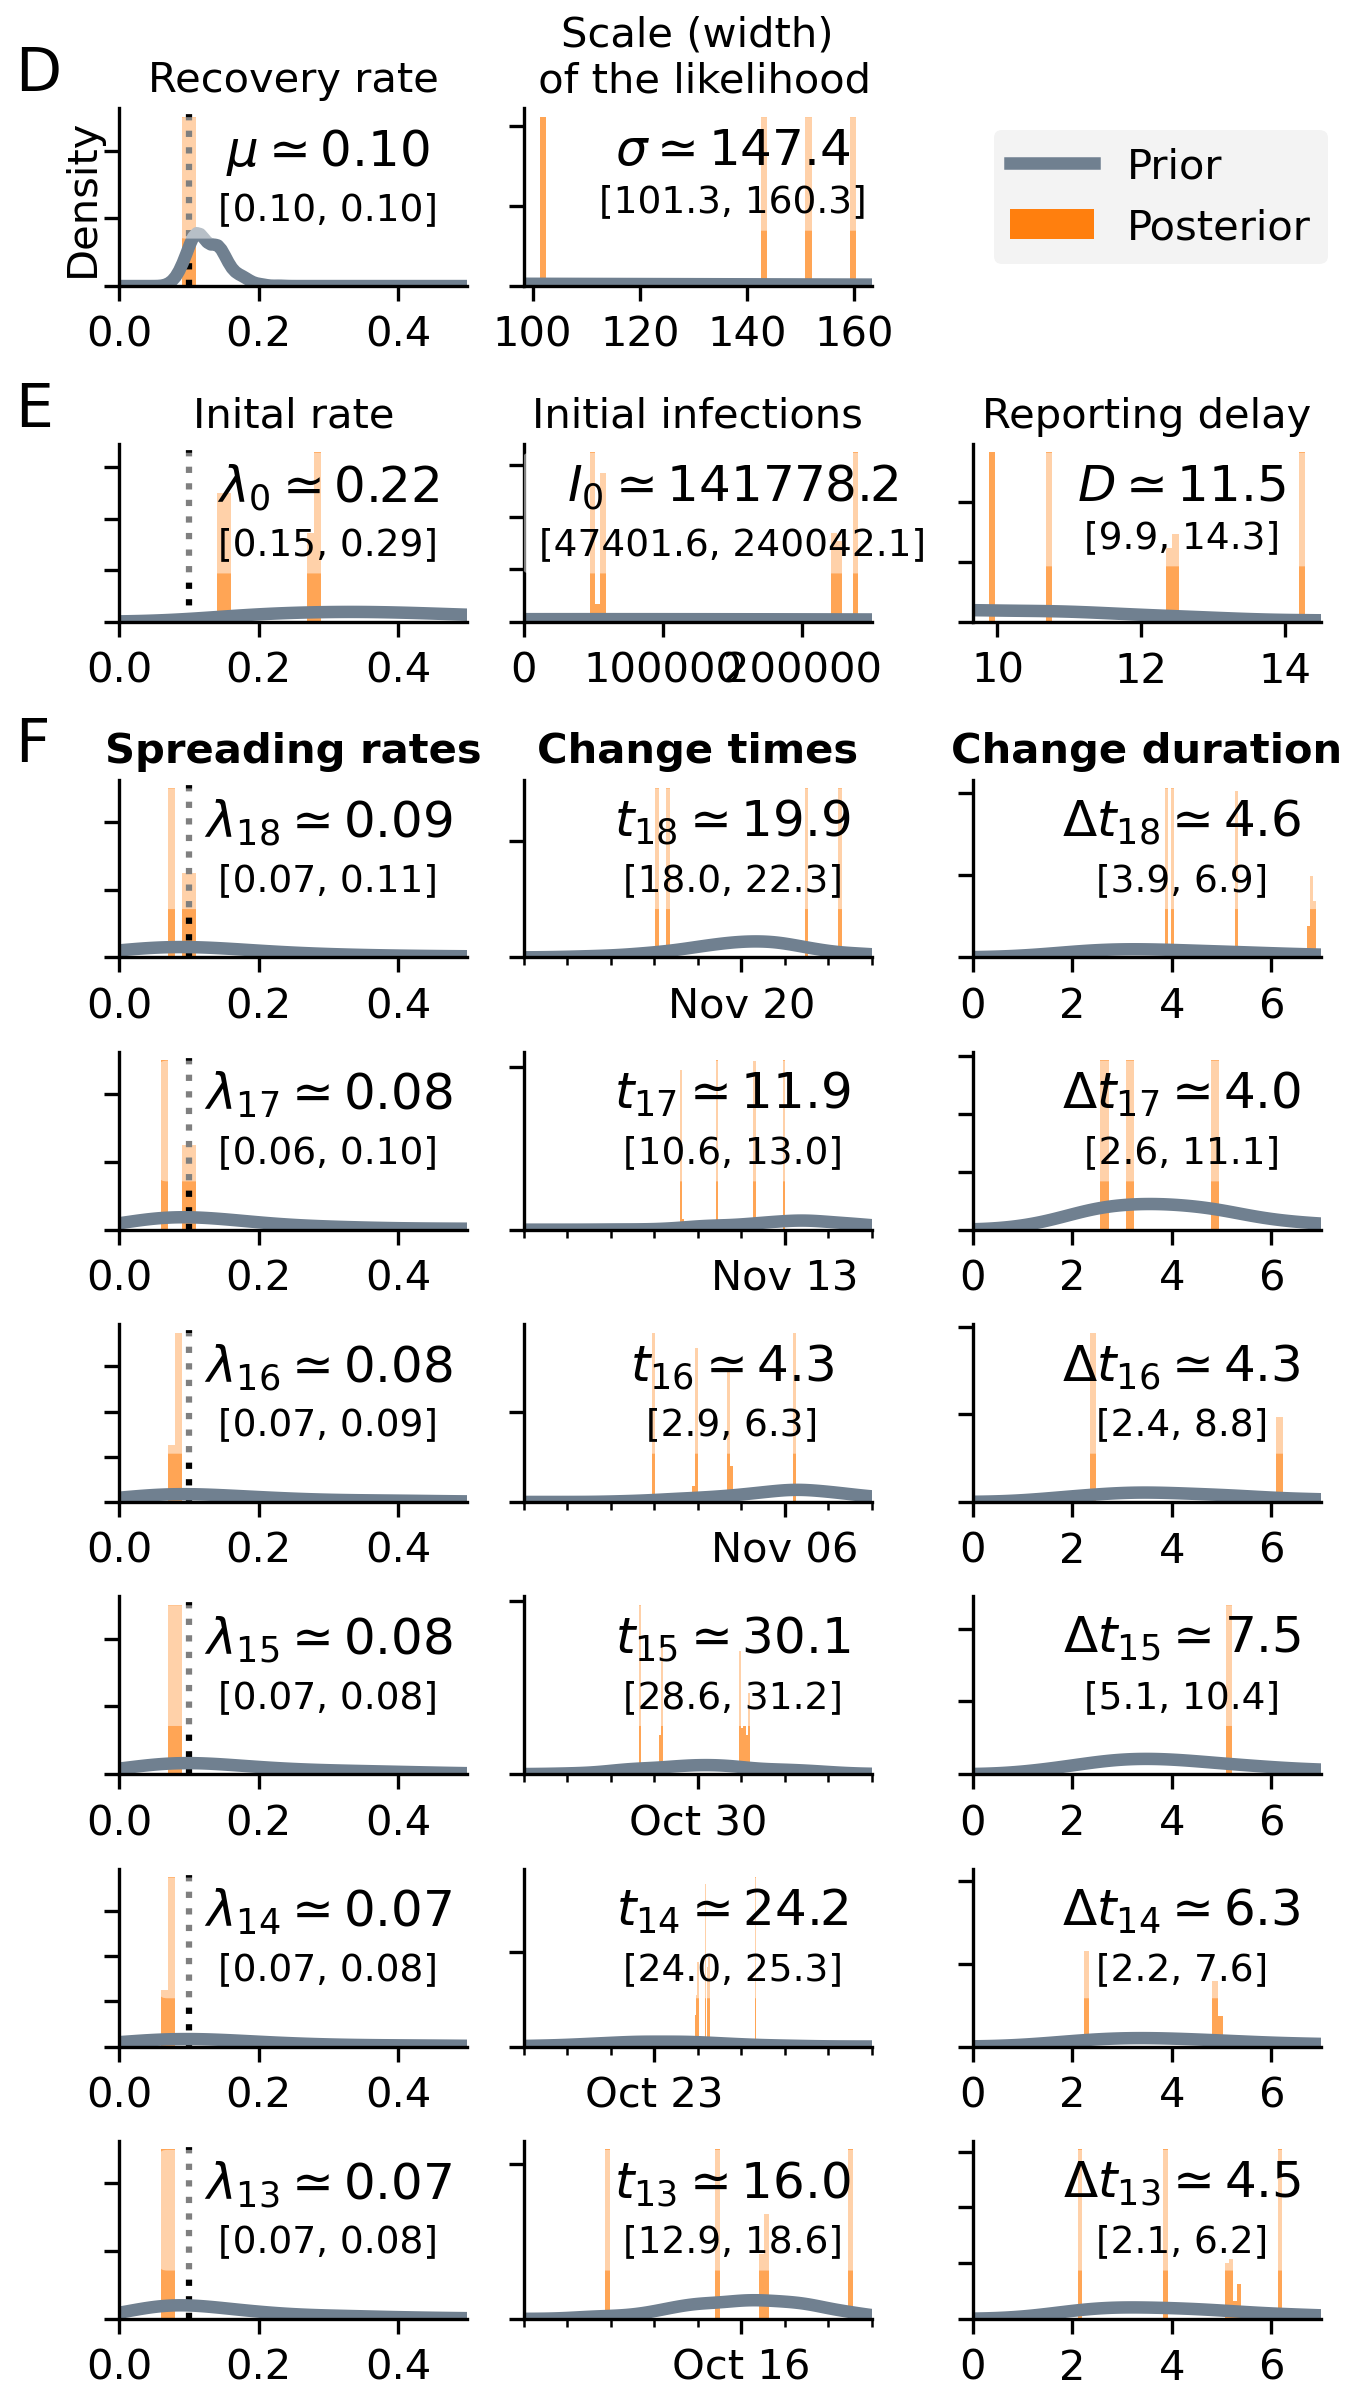 D
Recovery rate
Scale (width)
of the likelihood
Density
μ ≃ 0.10
[0.10, 0.10]
0.0 0.2 0.4
σ ≃ 147.4
[101.3, 160.3]
100 120 140 160
Prior
Posterior
E
Inital rate
λ0 ≃ 0.22
[0.15, 0.29]
0.0 0.2 0.4
Initial infections
I0 ≃ 141778.2
[47401.6, 240042.1]
0 100000 200000
Reporting delay
D ≃ 11.5
[9.9, 14.3]
10 12 14
F
Spreading rates
Change times
Change duration
λ18 ≃ 0.09
[0.07, 0.11]
0.0 0.2 0.4
t18 ≃ 19.9
[18.0, 22.3]
Nov 20
Δt18 ≃ 4.6
[3.9, 6.9]
0 2 4 6
λ17 ≃ 0.08
[0.06, 0.10]
0.0 0.2 0.4
t17 ≃ 11.9
[10.6, 13.0]
Nov 13
Δt17 ≃ 4.0
[2.6, 11.1]
0 2 4 6
λ16 ≃ 0.08
[0.07, 0.09]
0.0 0.2 0.4
t16 ≃ 4.3
[2.9, 6.3]
Nov 06
Δt16 ≃ 4.3
[2.4, 8.8]
0 2 4 6
λ15 ≃ 0.08
[0.07, 0.08]
0.0 0.2 0.4
t15 ≃ 30.1
[28.6, 31.2]
Oct 30
Δt15 ≃ 7.5
[5.1, 10.4]
0 2 4 6
λ14 ≃ 0.07
[0.07, 0.08]
0.0 0.2 0.4
t14 ≃ 24.2
[24.0, 25.3]
Oct 23
Δt14 ≃ 6.3
[2.2, 7.6]
0 2 4 6
λ13 ≃ 0.07
[0.07, 0.08]
0.0 0.2 0.4
t13 ≃ 16.0
[12.9, 18.6]
Oct 16
Δt13 ≃ 4.5
[2.1, 6.2]
0 2 4 6